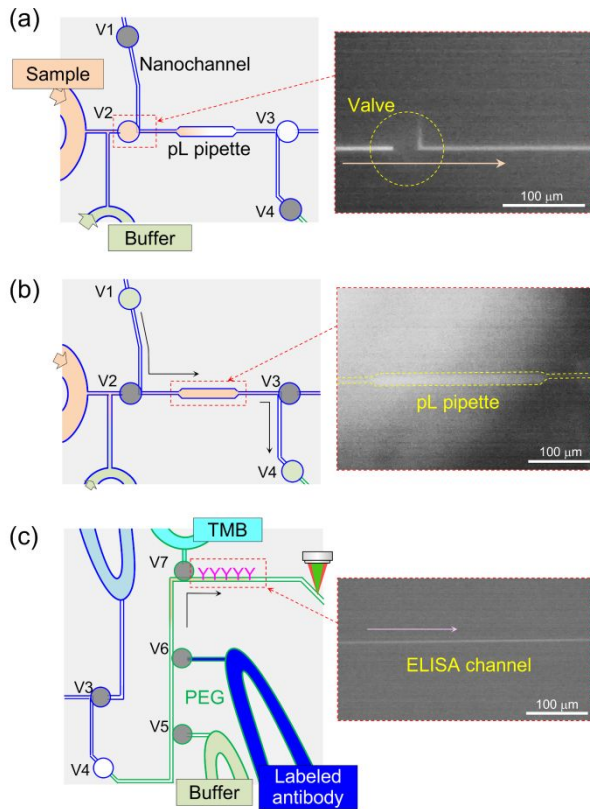 (a)
V1
Nanochannel
Sample
V2
V3
pL pipette
V4
Buffer
Valve
100 μm
(b)
V1
V2
V3
V4
pL pipette
100 μm
(c)
TMB
V7
YYYYY
V6
V3
PEG
V5
V4
Buffer
Labeled
antibody
ELISA channel
100 μm